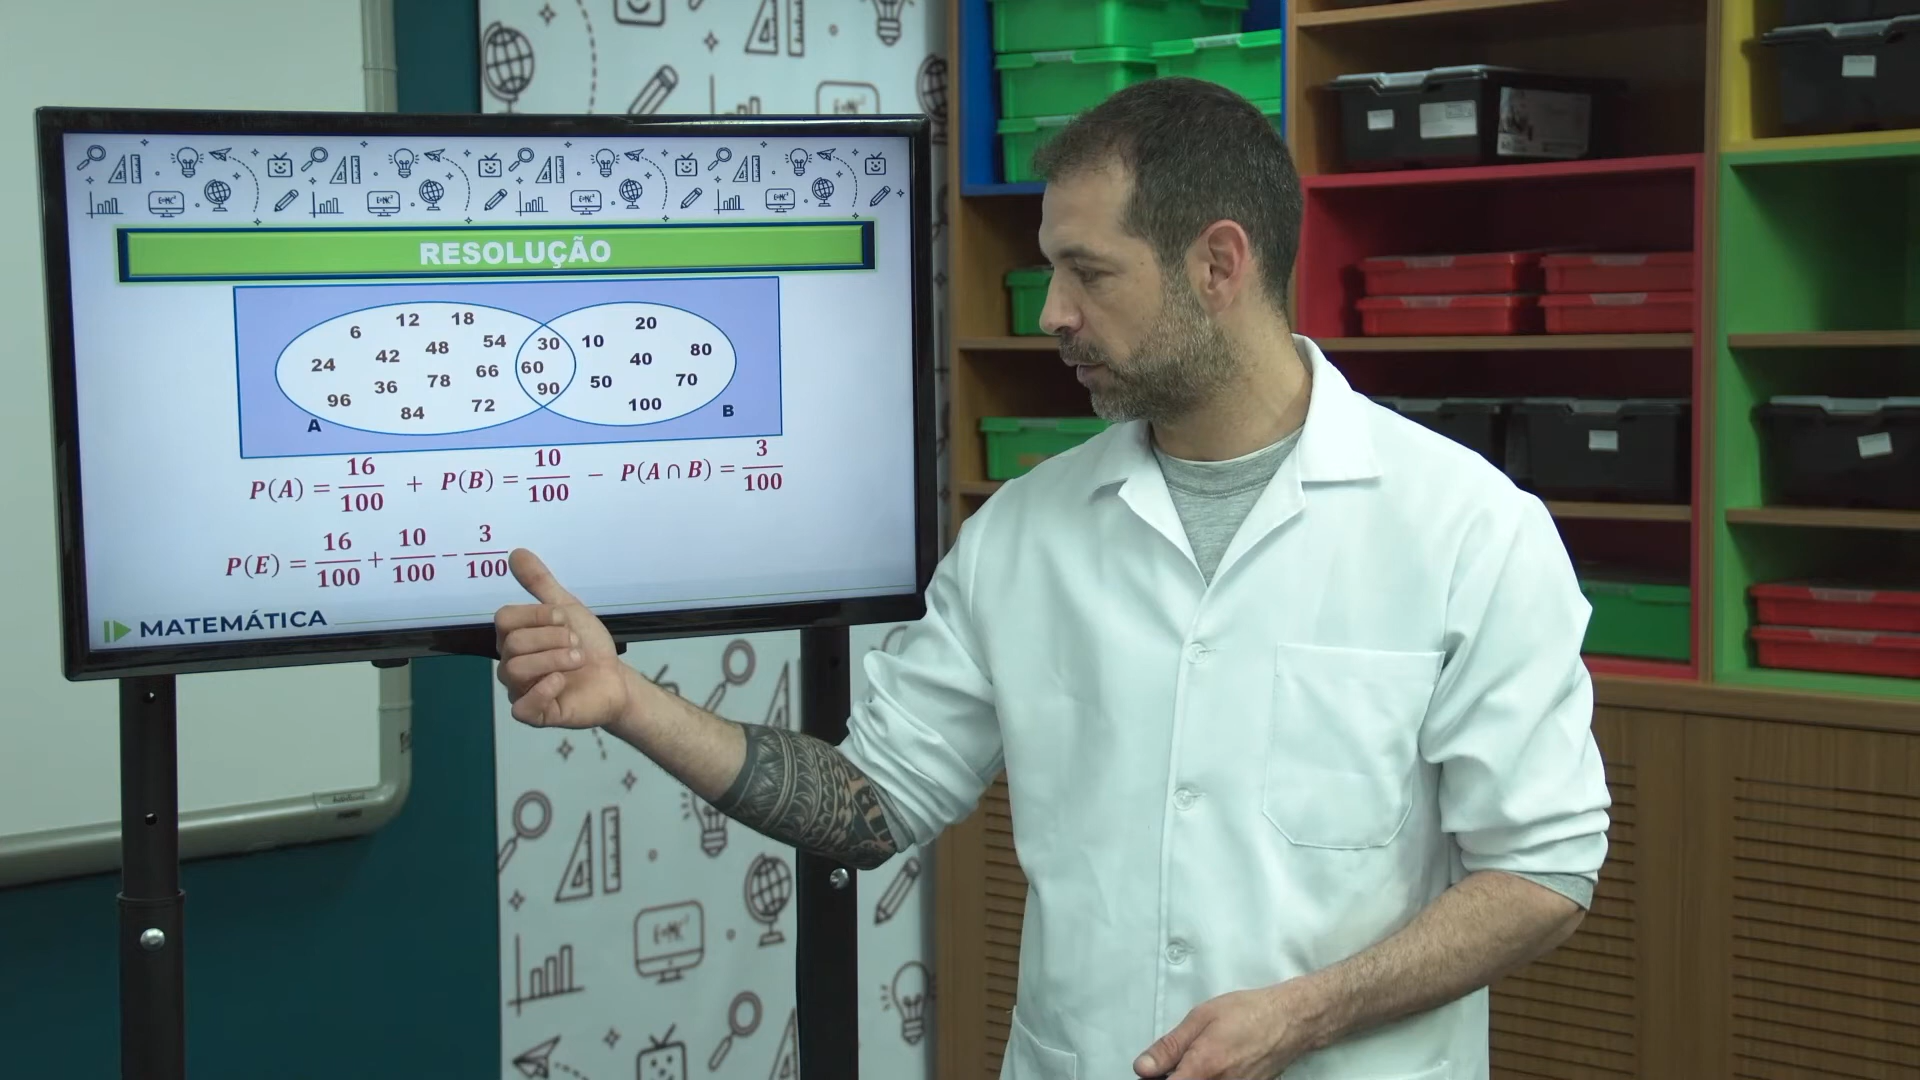 RESOLUÇÃO
6 12 18
24 42 48 54
96 36 78 66
84 72
30
60
90
10 20
40 80
50 70
100
A
B
P(A) = 16/100 + P(B) = 10/100 − P(A ∩ B) = 3/100
P(E) = 16/100 + 10/100 − 3/100
MATEMÁTICA